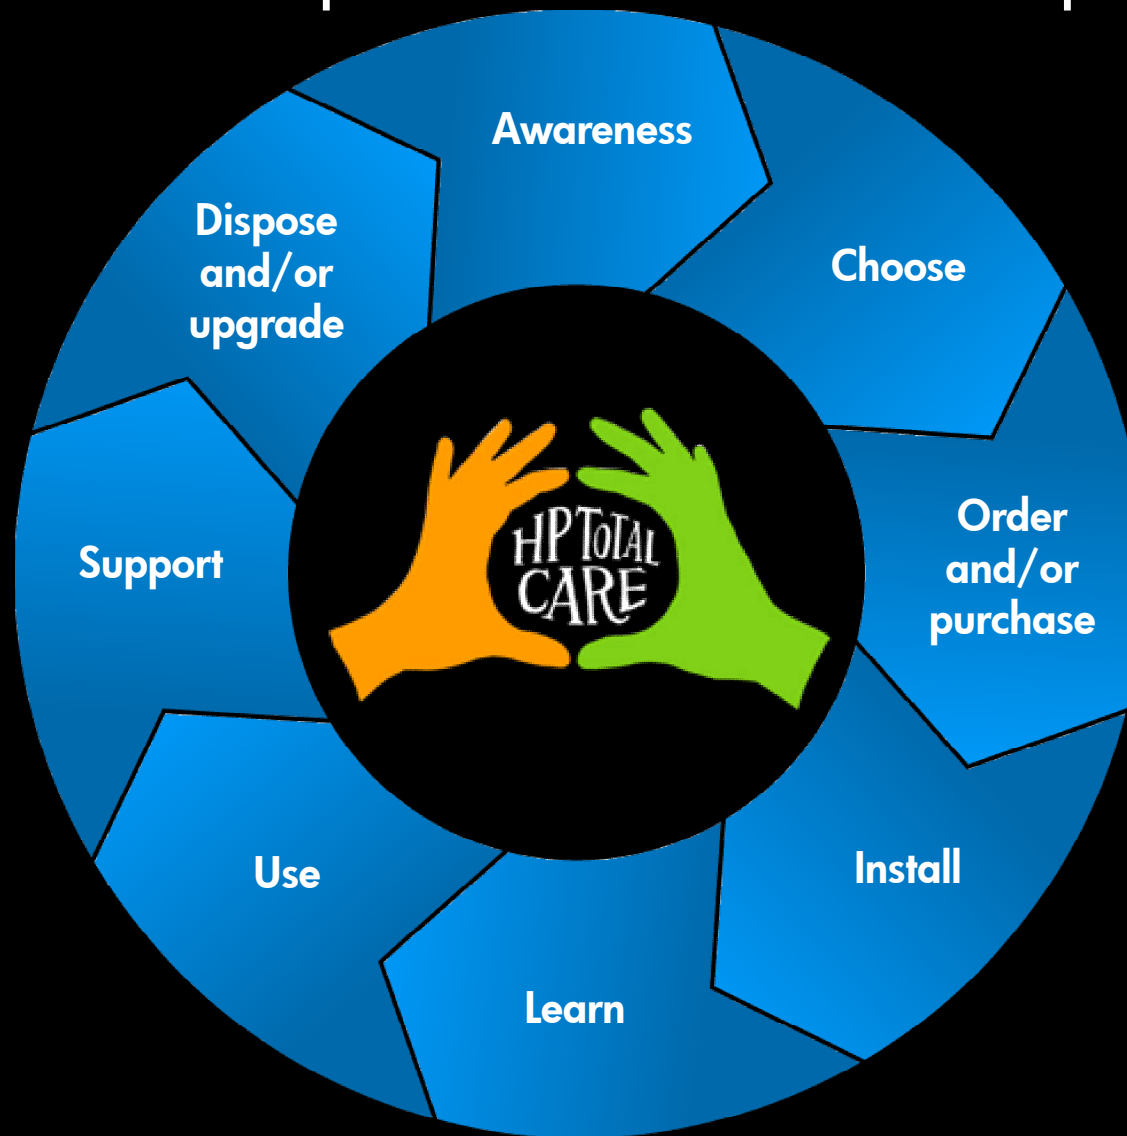 Awareness
Choose
Order
and/or
purchase
Install
Learn
Use
Support
Dispose
and/or
upgrade
HP TOTAL
CARE